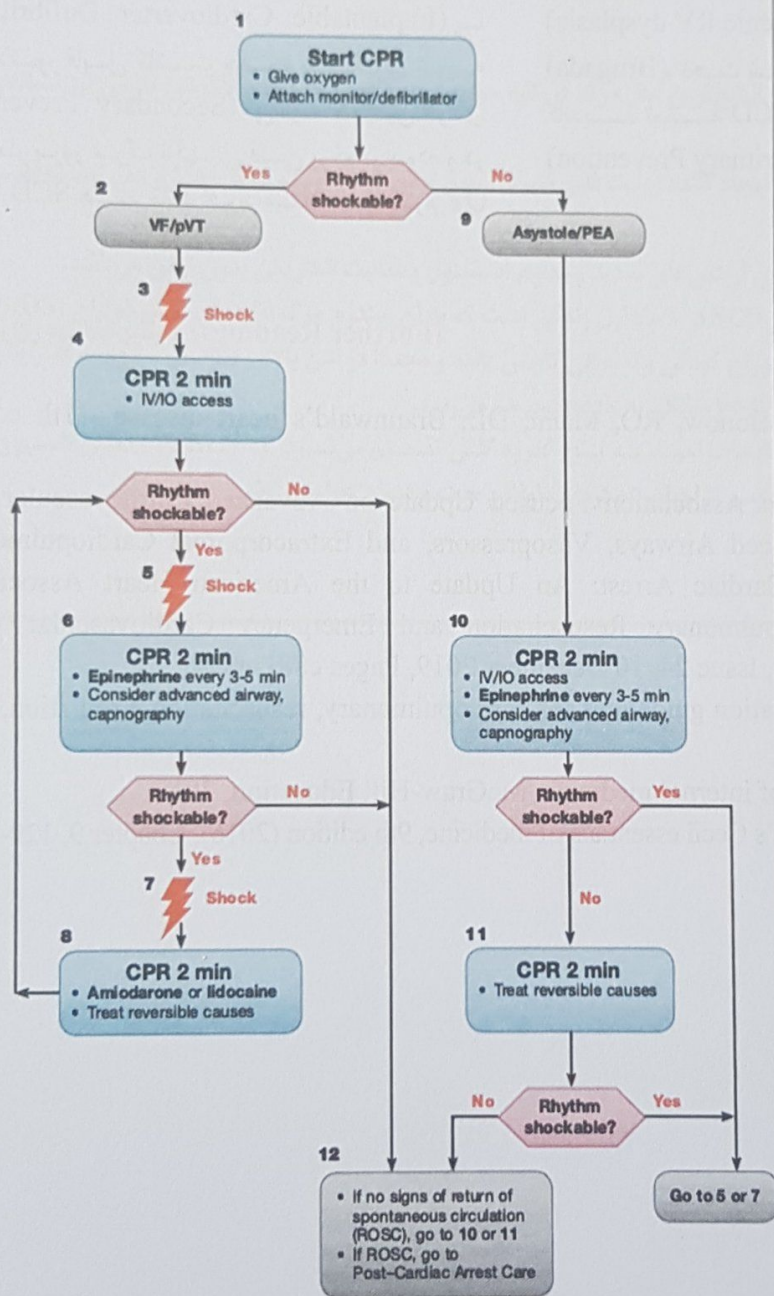 1
Start CPR
• Give oxygen
• Attach monitor/defibrillator
Rhythm
shockable?
Yes
No
2
VF/pVT
9
Asystole/PEA
3
Shock
4
CPR 2 min
• IV/IO access
Rhythm
shockable?
No
Yes
5
Shock
6
CPR 2 min
• Epinephrine every 3-5 min
• Consider advanced airway,
capnography
10
CPR 2 min
• IV/IO access
• Epinephrine every 3-5 min
• Consider advanced airway,
capnography
Rhythm
shockable?
No
Yes
Rhythm
shockable?
Yes
No
7
Shock
8
CPR 2 min
• Amiodarone or lidocaine
• Treat reversible causes
11
CPR 2 min
• Treat reversible causes
Rhythm
shockable?
No
Yes
12
• If no signs of return of
spontaneous circulation
(ROSC), go to 10 or 11
• If ROSC, go to
Post–Cardiac Arrest Care
Go to 5 or 7